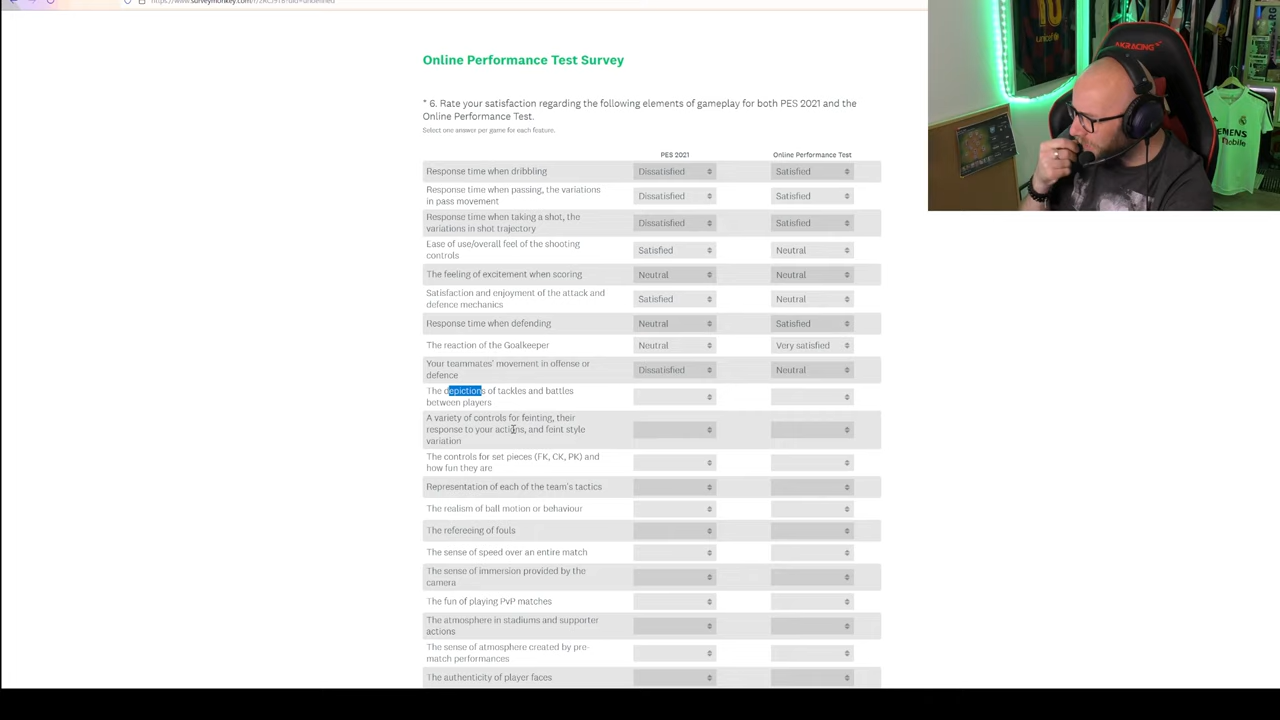 https://www.surveymonkey.com
Online Performance Test Survey
* 6. Rate your satisfaction regarding the following elements of gameplay for both PES 2021 and the
Online Performance Test.
Select one answer per game for each feature.
PES 2021 Online Performance Test
Response time when dribbling Dissatisfied Satisfied
Response time when passing, the variations
in pass movement Dissatisfied Satisfied
Response time when taking a shot, the
variations in shot trajectory Dissatisfied Satisfied
Ease of use/overall feel of the shooting
controls Satisfied Neutral
The feeling of excitement when scoring Neutral Neutral
Satisfaction and enjoyment of the attack and
defence mechanics Satisfied Neutral
Response time when defending Neutral Satisfied
The reaction of the Goalkeeper Neutral Very satisfied
Your teammates' movement in offense or
defence Dissatisfied Neutral
The depictions of tackles and battles
between players
A variety of controls for feinting, their
response to your actions, and feint style
variation
The controls for set pieces (FK, CK, PK) and
how fun they are
Representation of each of the team's tactics
The realism of ball motion or behaviour
The refereeing of fouls
The sense of speed over an entire match
The sense of immersion provided by the
camera
The fun of playing PvP matches
The atmosphere in stadiums and supporter
actions
The sense of atmosphere created by pre-
match performances
The authenticity of player faces
AKRACING
10
SIEMENS
mobile